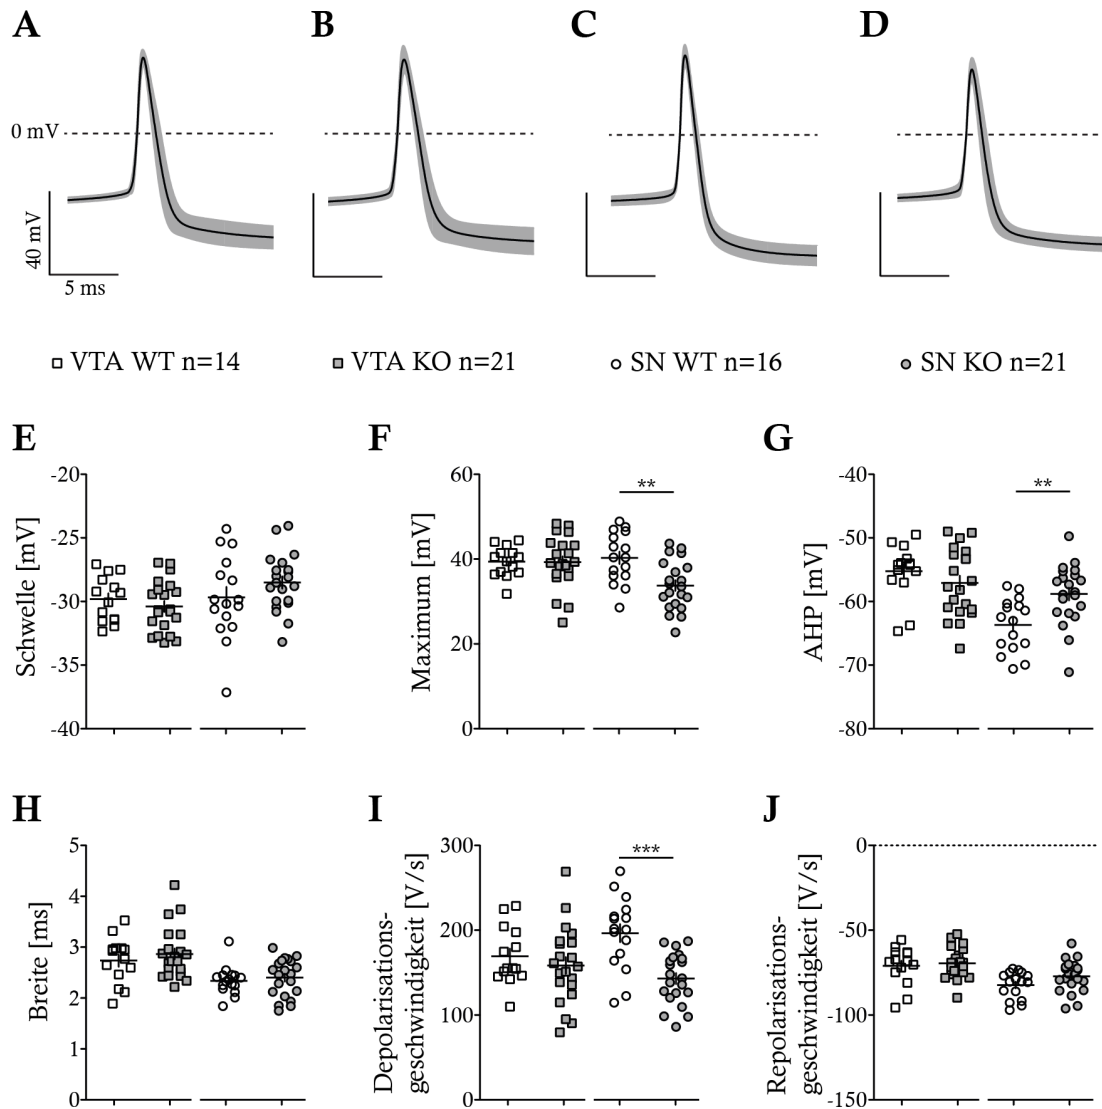 A
B
C
D
0 mV
40 mV
5 ms
VTA WT n=14
VTA KO n=21
SN WT n=16
SN KO n=21
E
Schwelle [mV]
-20
-25
-30
-35
-40
F
Maximum [mV]
60
40
20
0
**
G
AHP [mV]
-40
-50
-60
-70
-80
**
H
Breite [ms]
5
4
3
2
1
0
I
Depolarisations-
geschwindigkeit [V/s]
300
200
100
0
***
J
Repolarisations-
geschwindigkeit [V/s]
0
-50
-100
-150